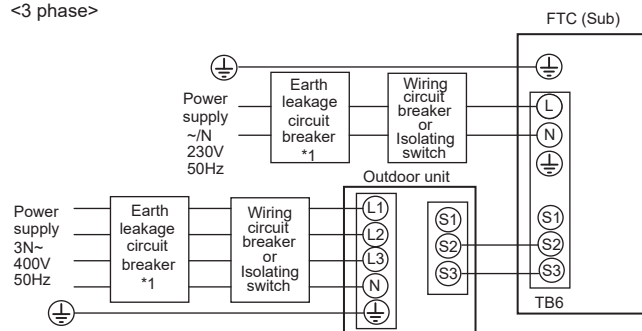 <3 phase>
FTC (Sub)
Power
supply
~/N
230V
50Hz
Earth
leakage
circuit
breaker
*1
Wiring
circuit
breaker
or
Isolating
switch
L
N
Outdoor unit
Power
supply
3N~
400V
50Hz
Earth
leakage
circuit
breaker
*1
Wiring
circuit
breaker
or
Isolating
switch
L1
L2
L3
N
S1
S2
S3
S1
S2
S3
TB6